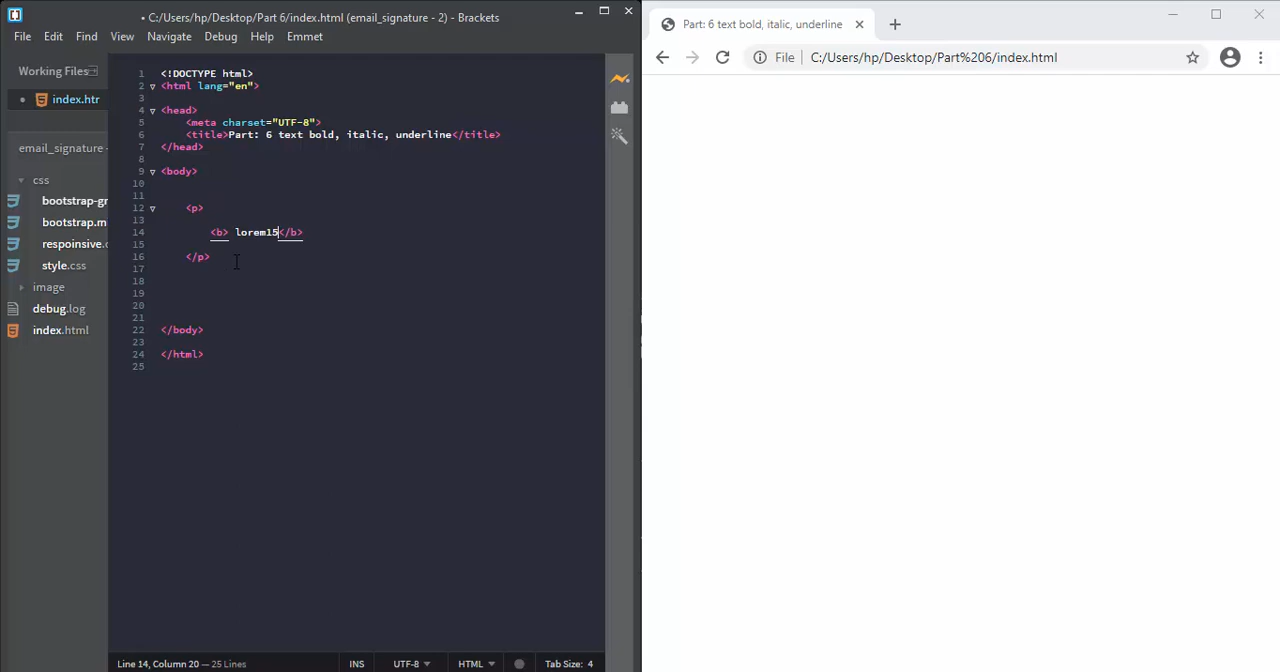 • C:/Users/hp/Desktop/Part 6/index.html (email_signature - 2) - Brackets
File Edit Find View Navigate Debug Help Emmet
Working Files
• index.htr
email_signature -
css
bootstrap-gr
bootstrap.m
respoinsive.c
style.css
image
debug.log
index.html
1 <!DOCTYPE html>
2 <html lang="en">
3
4 <head>
5 <meta charset="UTF-8">
6 <title>Part: 6 text bold, italic, underline</title>
7 </head>
8
9 <body>
10
11
12 <p>
13
14 <b> lorem15</b>
15
16 </p>
17
18
19
20
21
22 </body>
23
24 </html>
25
Line 14, Column 20 — 25 Lines
INS UTF-8 HTML Tab Size: 4
Part: 6 text bold, italic, underline
File C:/Users/hp/Desktop/Part%206/index.html